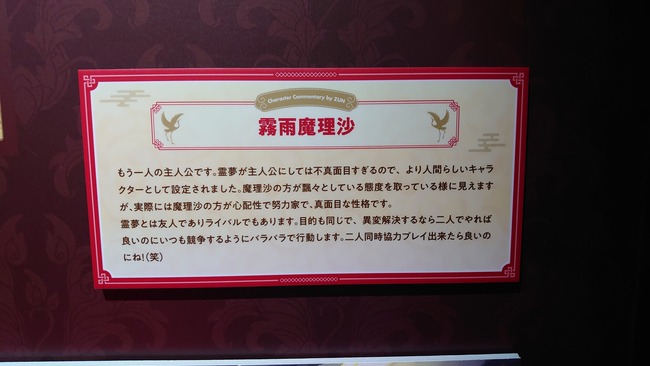 Character Commentary by ZUN
霧雨魔理沙
もう一人の主人公です。霊夢が主人公にしては不真面目すぎるので、より人間らしいキャラ
クターとして設定されました。魔理沙の方が飄々としている態度を取っている様に見えます
が、実際には魔理沙の方が心配性で努力家で、真面目な性格です。
霊夢とは友人でありライバルでもあります。目的も同じで、異変解決するなら二人でやれば
良いのにいつも競争するようにバラバラで行動します。二人同時協力プレイ出来たら良いの
にね!(笑)